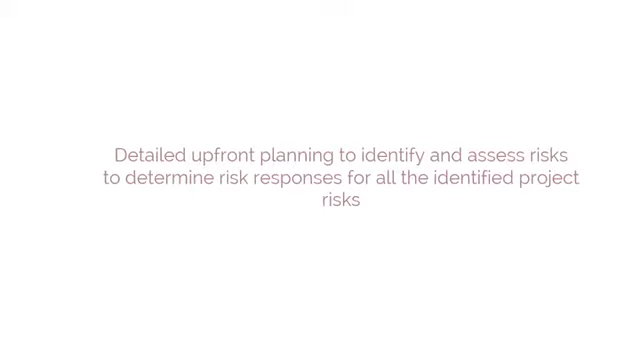 Detailed upfront planning to identify and assess risks
to determine risk responses for all the identified project
risks